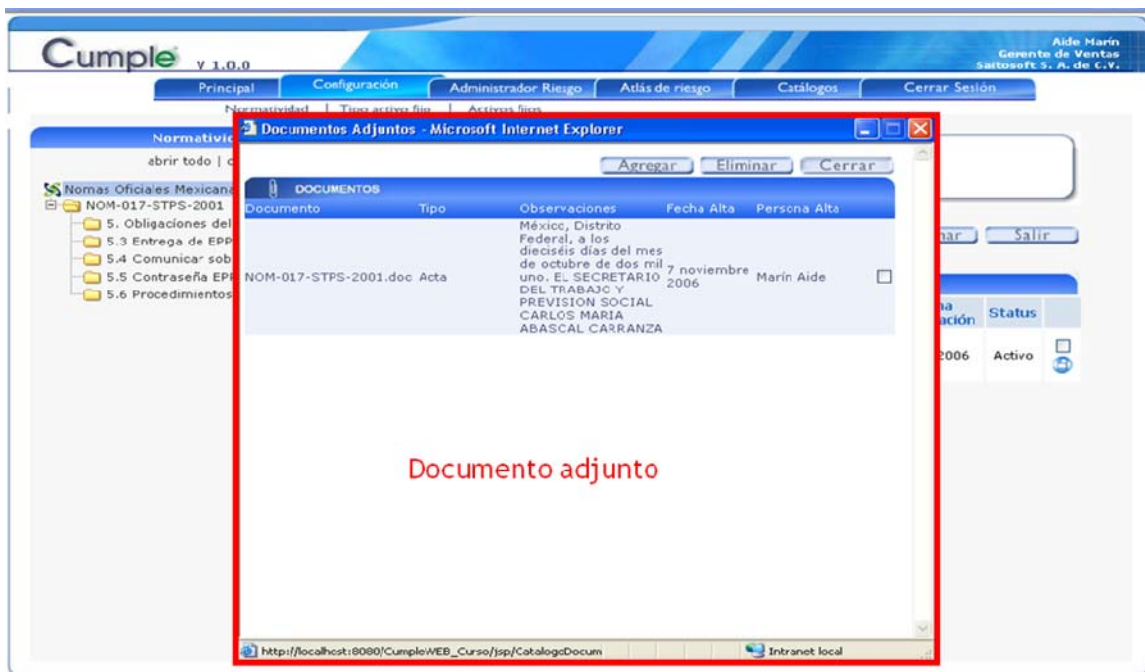 Cumple V 1.0.0
Aide Marín
Gerente de Ventas
Saitosoft S. A. de C.V.
Principal Configuración Administrador Riesgo Atlás de riesgo Catálogos Cerrar Sesión
Normatividad | Tipo activo fijo | Activos fijos
Normativid
abrir todo | c
Nomas Oficiales Mexicana
NOM-017-STPS-2001
5. Obligaciones del
5.3 Entrega de EPP
5.4 Comunicar sob
5.5 Contraseña EPP
5.6 Procedimientos
Documentos Adjuntos - Microsoft Internet Explorer
Agregar Eliminar Cerrar
DOCUMENTOS
Documento Tipo Observaciones Fecha Alta Persona Alta
NOM-017-STPS-2001.doc Acta
México, Distrito
Federal, a los
dieciséis días del mes
de octubre de dos mil
uno. EL SECRETARIO
DEL TRABAJO Y
PREVISION SOCIAL
CARLOS MARIA
ABASCAL CARRANZA
7 noviembre
2006
Marín Aide
Documento adjunto
http://localhost:8080/CumpleWEB_Curso/jsp/CatalogoDocum
Intranet local
nar Salir
na
ación
Status
2006 Activo